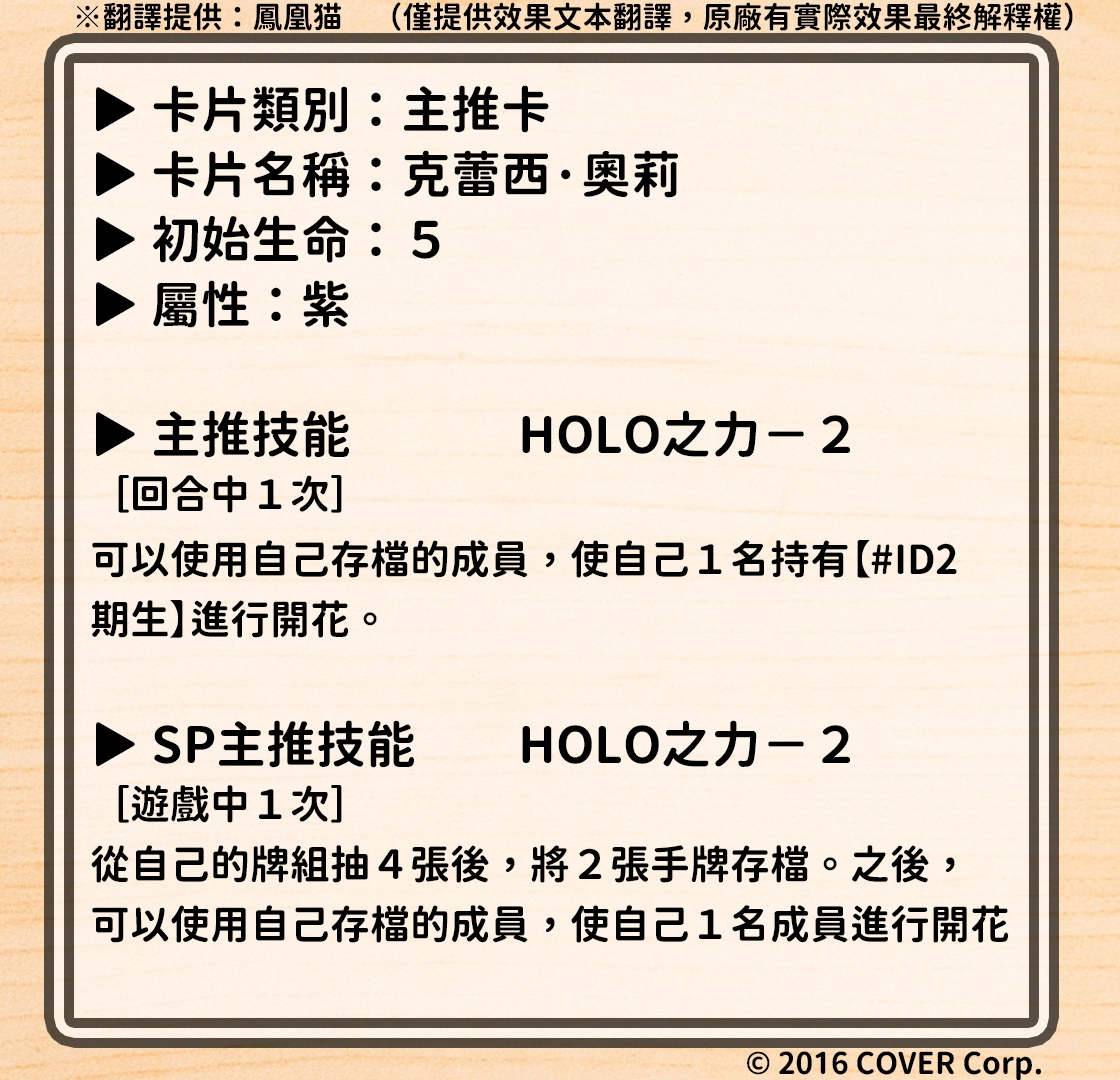 ※翻譯提供：鳳凰猫　（僅提供效果文本翻譯，原廠有實際效果最終解釋權）
▶ 卡片類別：主推卡
▶ 卡片名稱：克蕾西·奧莉
▶ 初始生命：５
▶ 屬性：紫
▶ 主推技能　HOLO之力－２
［回合中１次］
可以使用自己存檔的成員，使自己１名持有【#ID2
期生】進行開花。
▶ SP主推技能　HOLO之力－２
［遊戲中１次］
從自己的牌組抽４張後，將２張手牌存檔。之後，
可以使用自己存檔的成員，使自己１名成員進行開花
© 2016 COVER Corp.